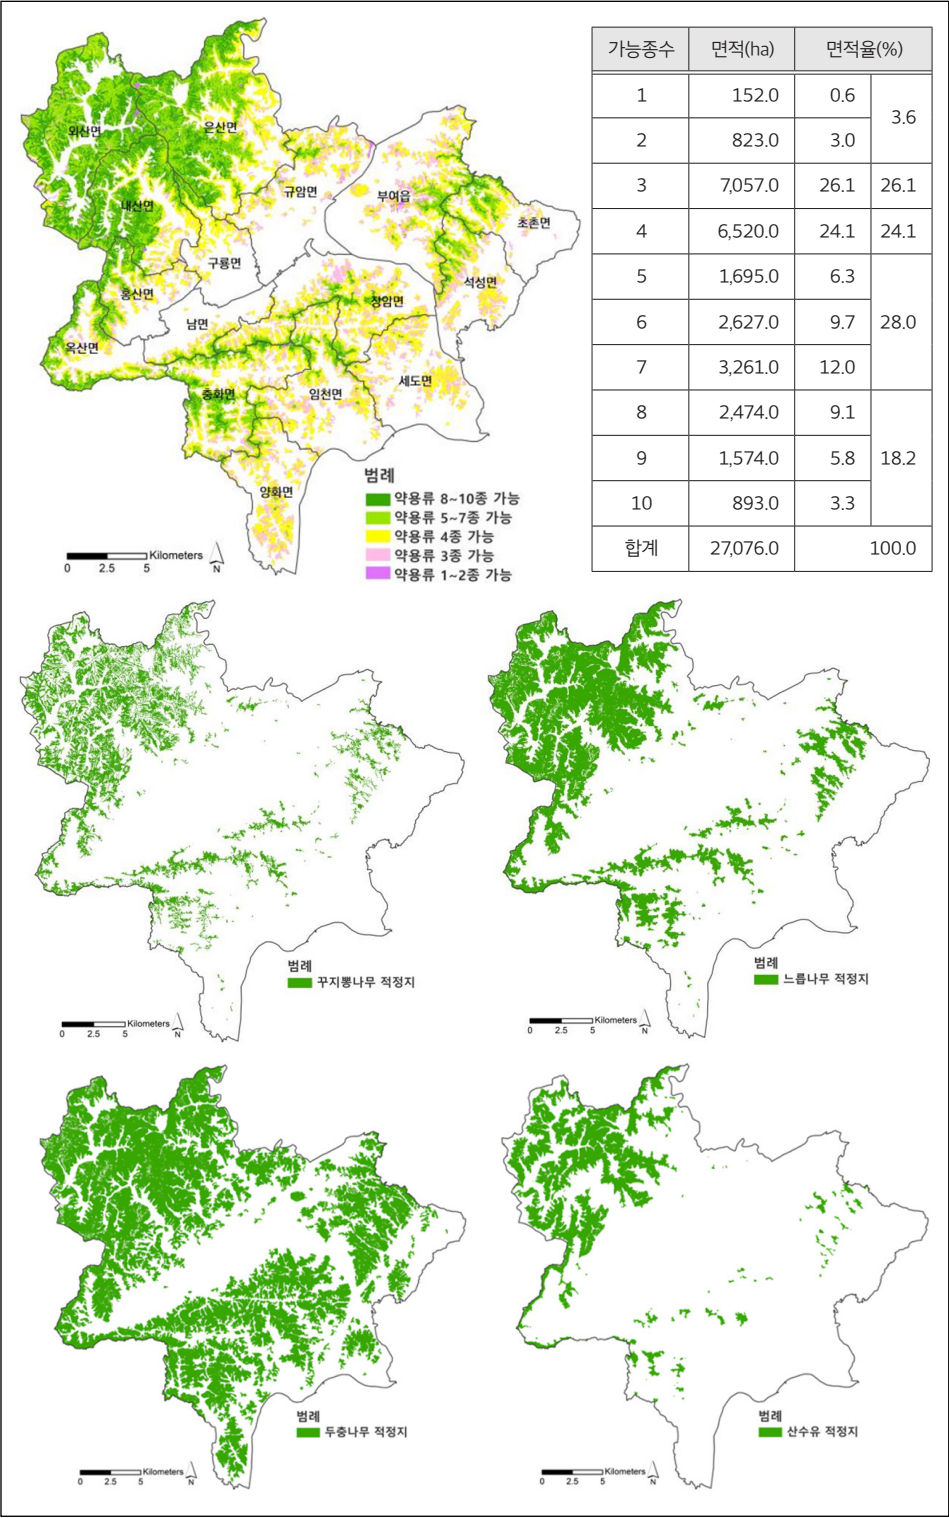 외산면
은산면
내산면
규암면
부여읍
초촌면
구룡면
홍산면
석성면
남면
장암면
옥산면
충화면
임천면
세도면
양화면
범례
약용류 8~10종 가능
약용류 5~7종 가능
약용류 4종 가능
약용류 3종 가능
약용류 1~2종 가능
Kilometers
0 2.5 5 N
가능종수 면적(ha) 면적율(%)
1 152.0 0.6 3.6
2 823.0 3.0
3 7,057.0 26.1 26.1
4 6,520.0 24.1 24.1
5 1,695.0 6.3 28.0
6 2,627.0 9.7
7 3,261.0 12.0
8 2,474.0 9.1 18.2
9 1,574.0 5.8
10 893.0 3.3
합계 27,076.0 100.0
범례
꾸지뽕나무 적정지
Kilometers
0 2.5 5 N
범례
느릅나무 적정지
Kilometers
0 2.5 5 N
범례
두충나무 적정지
Kilometers
0 2.5 5 N
범례
산수유 적정지
Kilometers
0 2.5 5 N